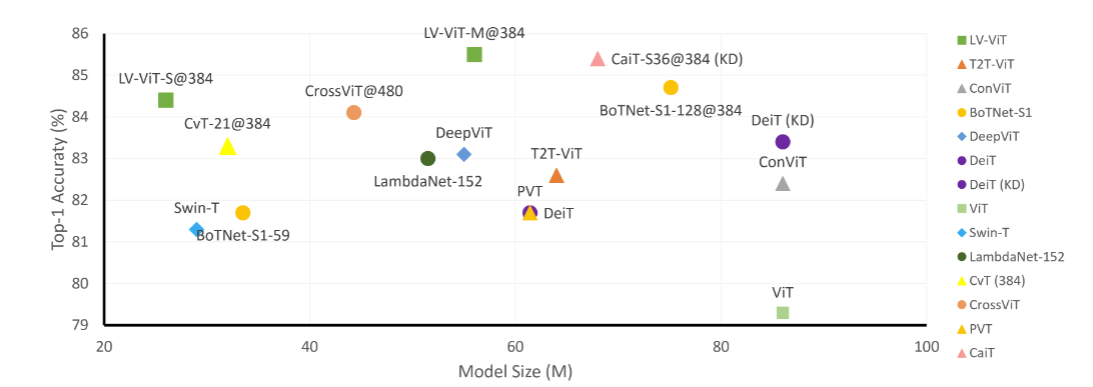 86
85
84
83
82
81
80
79
20
40
60
80
100
Top-1 Accuraty (%)
Model Size (M)
LV-ViT-M@384
CaiT-S36@384 (KD)
LV-ViT-S@384
CrossViT@480
BoTNet-S1-128@384
CvT-21@384
DeepViT
DeiT (KD)
LambdaNet-152
T2T-ViT
ConViT
Swin-T
PVT
DeiT
BoTNet-S1-59
ViT
LV-ViT
T2T-ViT
ConViT
BoTNet-S1
DeepViT
DeiT
DeiT (KD)
ViT
Swin-T
LambdaNet-152
CvT (384)
CrossViT
PVT
CaiT